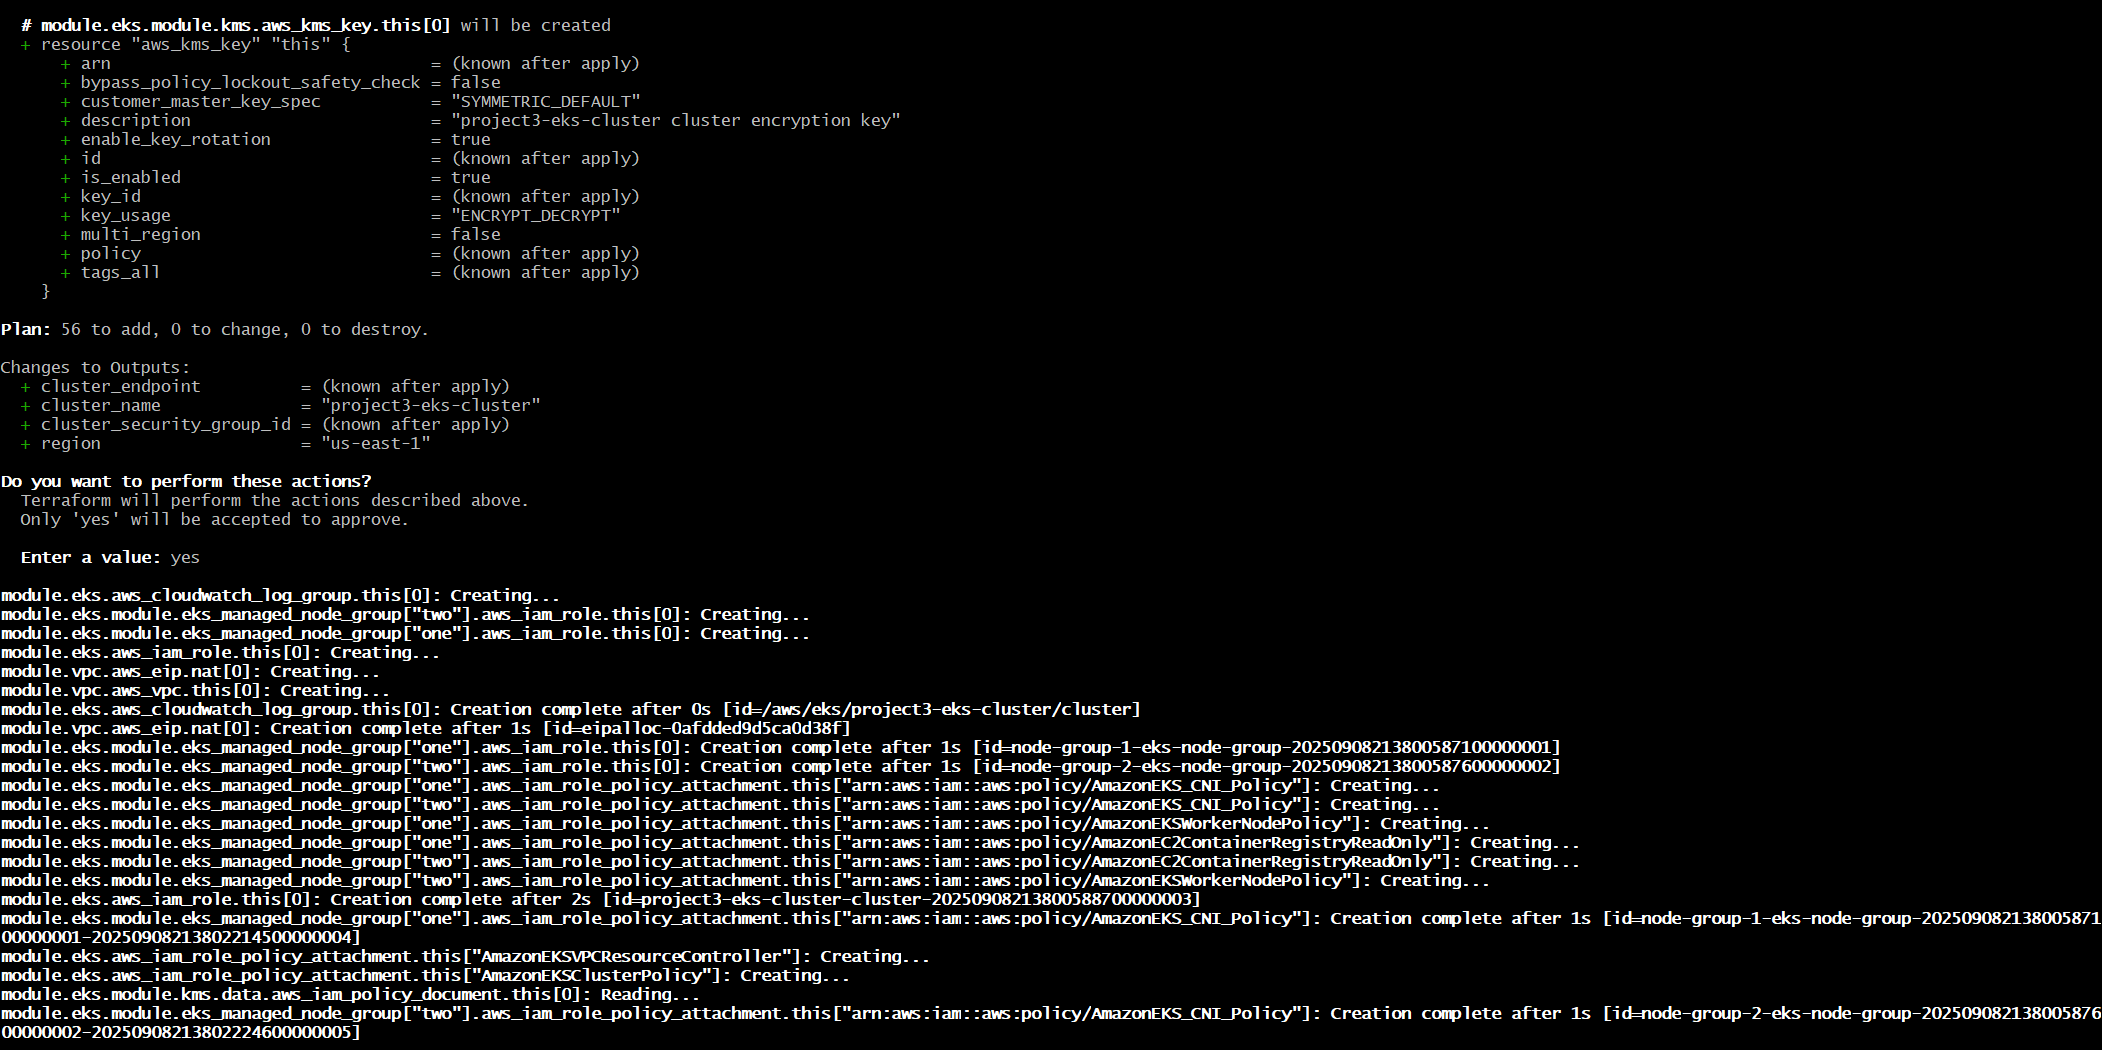 # module.eks.module.kms.aws_kms_key.this[0] will be created
+ resource "aws_kms_key" "this" {
+ arn = (known after apply)
+ bypass_policy_lockout_safety_check = false
+ customer_master_key_spec = "SYMMETRIC_DEFAULT"
+ description = "project3-eks-cluster cluster encryption key"
+ enable_key_rotation = true
+ id = (known after apply)
+ is_enabled = true
+ key_id = (known after apply)
+ key_usage = "ENCRYPT_DECRYPT"
+ multi_region = false
+ policy = (known after apply)
+ tags_all = (known after apply)
}
Plan: 56 to add, 0 to change, 0 to destroy.
Changes to Outputs:
+ cluster_endpoint = (known after apply)
+ cluster_name = "project3-eks-cluster"
+ cluster_security_group_id = (known after apply)
+ region = "us-east-1"
Do you want to perform these actions?
Terraform will perform the actions described above.
Only 'yes' will be accepted to approve.
Enter a value: yes
module.eks.aws_cloudwatch_log_group.this[0]: Creating...
module.eks.module.eks_managed_node_group["two"].aws_iam_role.this[0]: Creating...
module.eks.module.eks_managed_node_group["one"].aws_iam_role.this[0]: Creating...
module.eks.aws_iam_role.this[0]: Creating...
module.vpc.aws_eip.nat[0]: Creating...
module.vpc.aws_vpc.this[0]: Creating...
module.eks.aws_cloudwatch_log_group.this[0]: Creation complete after 0s [id=/aws/eks/project3-eks-cluster/cluster]
module.vpc.aws_eip.nat[0]: Creation complete after 1s [id=eipalloc-0afdded9d5ca0d38f]
module.eks.module.eks_managed_node_group["one"].aws_iam_role.this[0]: Creation complete after 1s [id=node-group-1-eks-node-group-20250908213800587100000001]
module.eks.module.eks_managed_node_group["two"].aws_iam_role.this[0]: Creation complete after 1s [id=node-group-2-eks-node-group-20250908213800587600000002]
module.eks.module.eks_managed_node_group["one"].aws_iam_role_policy_attachment.this["arn:aws:iam::aws:policy/AmazonEKS_CNI_Policy"]: Creating...
module.eks.module.eks_managed_node_group["two"].aws_iam_role_policy_attachment.this["arn:aws:iam::aws:policy/AmazonEKS_CNI_Policy"]: Creating...
module.eks.module.eks_managed_node_group["one"].aws_iam_role_policy_attachment.this["arn:aws:iam::aws:policy/AmazonEKSWorkerNodePolicy"]: Creating...
module.eks.module.eks_managed_node_group["one"].aws_iam_role_policy_attachment.this["arn:aws:iam::aws:policy/AmazonEC2ContainerRegistryReadOnly"]: Creating...
module.eks.module.eks_managed_node_group["two"].aws_iam_role_policy_attachment.this["arn:aws:iam::aws:policy/AmazonEC2ContainerRegistryReadOnly"]: Creating...
module.eks.module.eks_managed_node_group["two"].aws_iam_role_policy_attachment.this["arn:aws:iam::aws:policy/AmazonEKSWorkerNodePolicy"]: Creating...
module.eks.aws_iam_role.this[0]: Creation complete after 2s [id=project3-eks-cluster-cluster-20250908213800588700000003]
module.eks.module.eks_managed_node_group["one"].aws_iam_role_policy_attachment.this["arn:aws:iam::aws:policy/AmazonEKS_CNI_Policy"]: Creation complete after 1s [id=node-group-1-eks-node-group-202509082138005871
00000001-20250908213802214500000004]
module.eks.aws_iam_role_policy_attachment.this["AmazonEKSVPCResourceController"]: Creating...
module.eks.aws_iam_role_policy_attachment.this["AmazonEKSClusterPolicy"]: Creating...
module.eks.module.kms.data.aws_iam_policy_document.this[0]: Reading...
module.eks.module.eks_managed_node_group["two"].aws_iam_role_policy_attachment.this["arn:aws:iam::aws:policy/AmazonEKS_CNI_Policy"]: Creation complete after 1s [id=node-group-2-eks-node-group-202509082138005876
00000002-20250908213802224600000005]